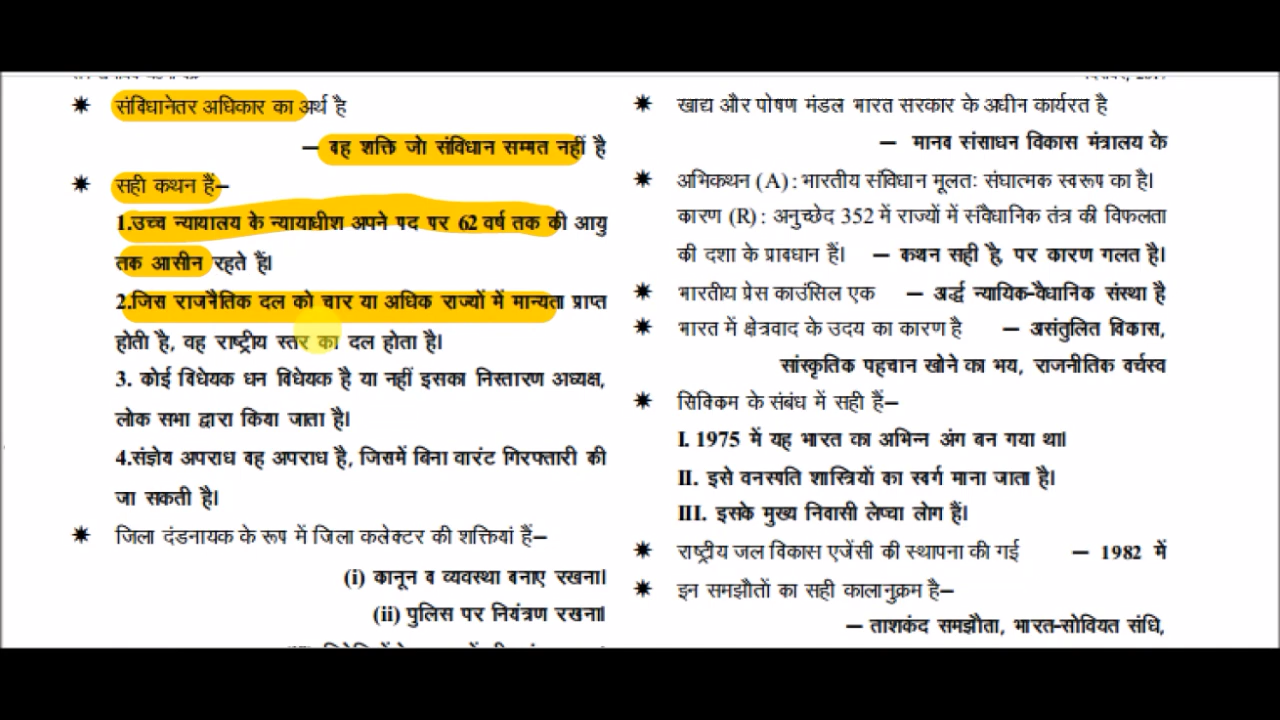 ✷ संविधानेतर अधिकार का अर्थ है
– वह शक्ति जो संविधान सम्मत नहीं है
✷ सही कथन हैं–
1.उच्च न्यायालय के न्यायाधीश अपने पद पर 62 वर्ष तक की आयु
तक आसीन रहते हैं।
2.जिस राजनैतिक दल को चार या अधिक राज्यों में मान्यता प्राप्त
होती है, वह राष्ट्रीय स्तर का दल होता है।
3. कोई विधेयक धन विधेयक है या नहीं इसका निस्तारण अध्यक्ष,
लोक सभा द्वारा किया जाता है।
4.संज्ञेय अपराध वह अपराध है, जिसमें बिना वारंट गिरफ्तारी की
जा सकती है।
✷ जिला दंडनायक के रूप में जिला कलेक्टर की शक्तियां हैं–
(i) कानून व व्यवस्था बनाए रखना।
(ii) पुलिस पर नियंत्रण रखना।
✷ खाद्य और पोषण मंडल भारत सरकार के अधीन कार्यरत है
– मानव संसाधन विकास मंत्रालय के
✷ अभिकथन (A) : भारतीय संविधान मूलतः संघात्मक स्वरूप का है।
कारण (R) : अनुच्छेद 352 में राज्यों में संवैधानिक तंत्र की विफलता
की दशा के प्रावधान हैं। – कथन सही है, पर कारण गलत है।
✷ भारतीय प्रेस काउंसिल एक – अर्द्ध न्यायिक-वैधानिक संस्था है
✷ भारत में क्षेत्रवाद के उदय का कारण है – असंतुलित विकास,
सांस्कृतिक पहचान खोने का भय, राजनीतिक वर्चस्व
✷ सिक्किम के संबंध में सही हैं–
I. 1975 में यह भारत का अभिन्न अंग बन गया था।
II. इसे वनस्पति शास्त्रियों का स्वर्ग माना जाता है।
III. इसके मुख्य निवासी लेप्चा लोग हैं।
✷ राष्ट्रीय जल विकास एजेंसी की स्थापना की गई – 1982 में
✷ इन समझौतों का सही कालानुक्रम है–
– ताशकंद समझौता, भारत-सोवियत संधि,